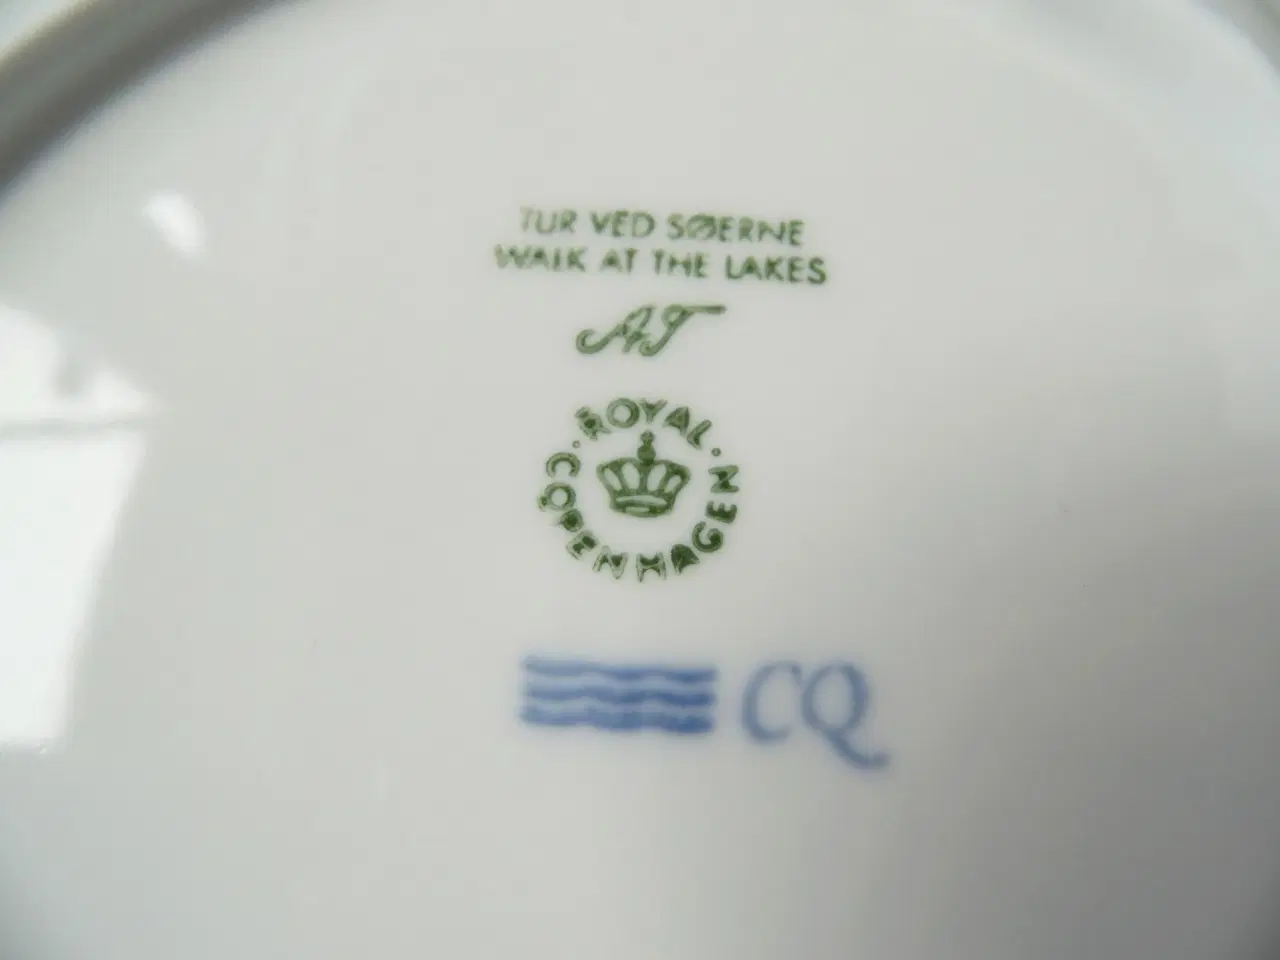 TUR VED SØERNE
WALK AT THE LAKES
AT
ROYAL
COPENHAGEN
CQ